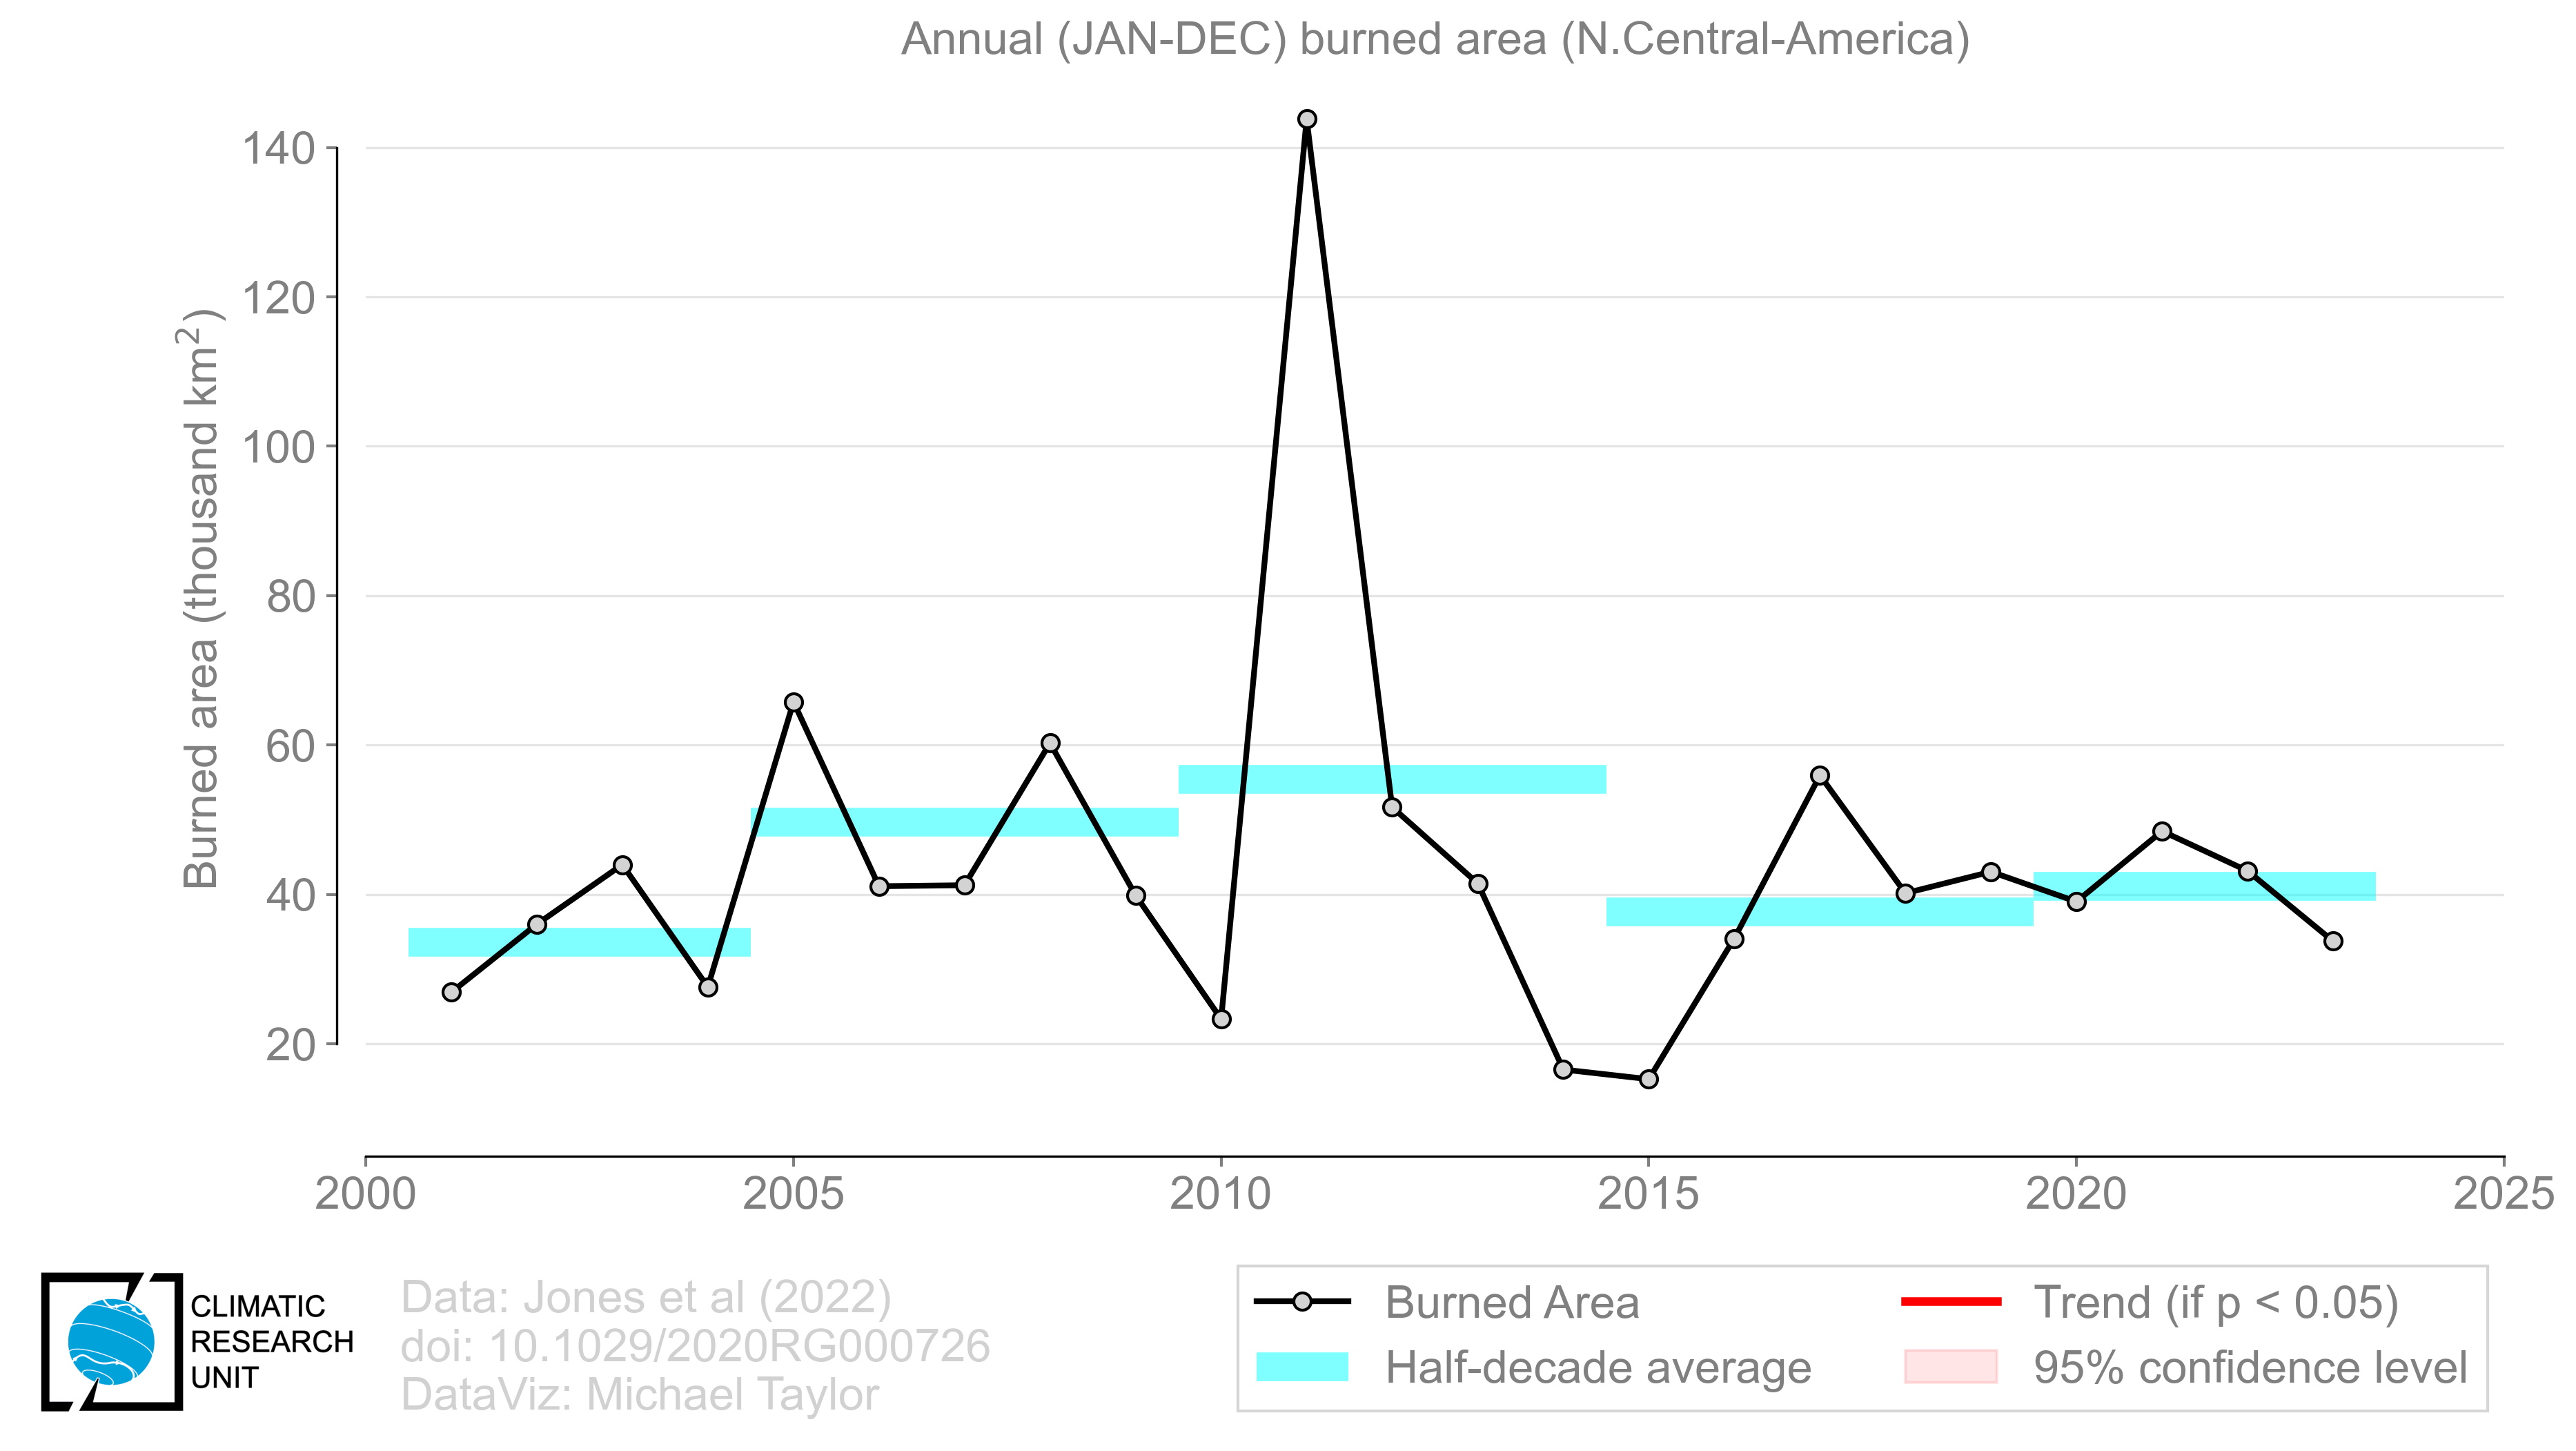 Annual (JAN-DEC) burned area (N.Central-America)
Burned area (thousand km²)
140
120
100
80
60
40
20
2000 2005 2010 2015 2020 2025
CLIMATIC
RESEARCH
UNIT
Data: Jones et al (2022)
doi: 10.1029/2020RG000726
DataViz: Michael Taylor
Burned Area
Half-decade average
Trend (if p < 0.05)
95% confidence level